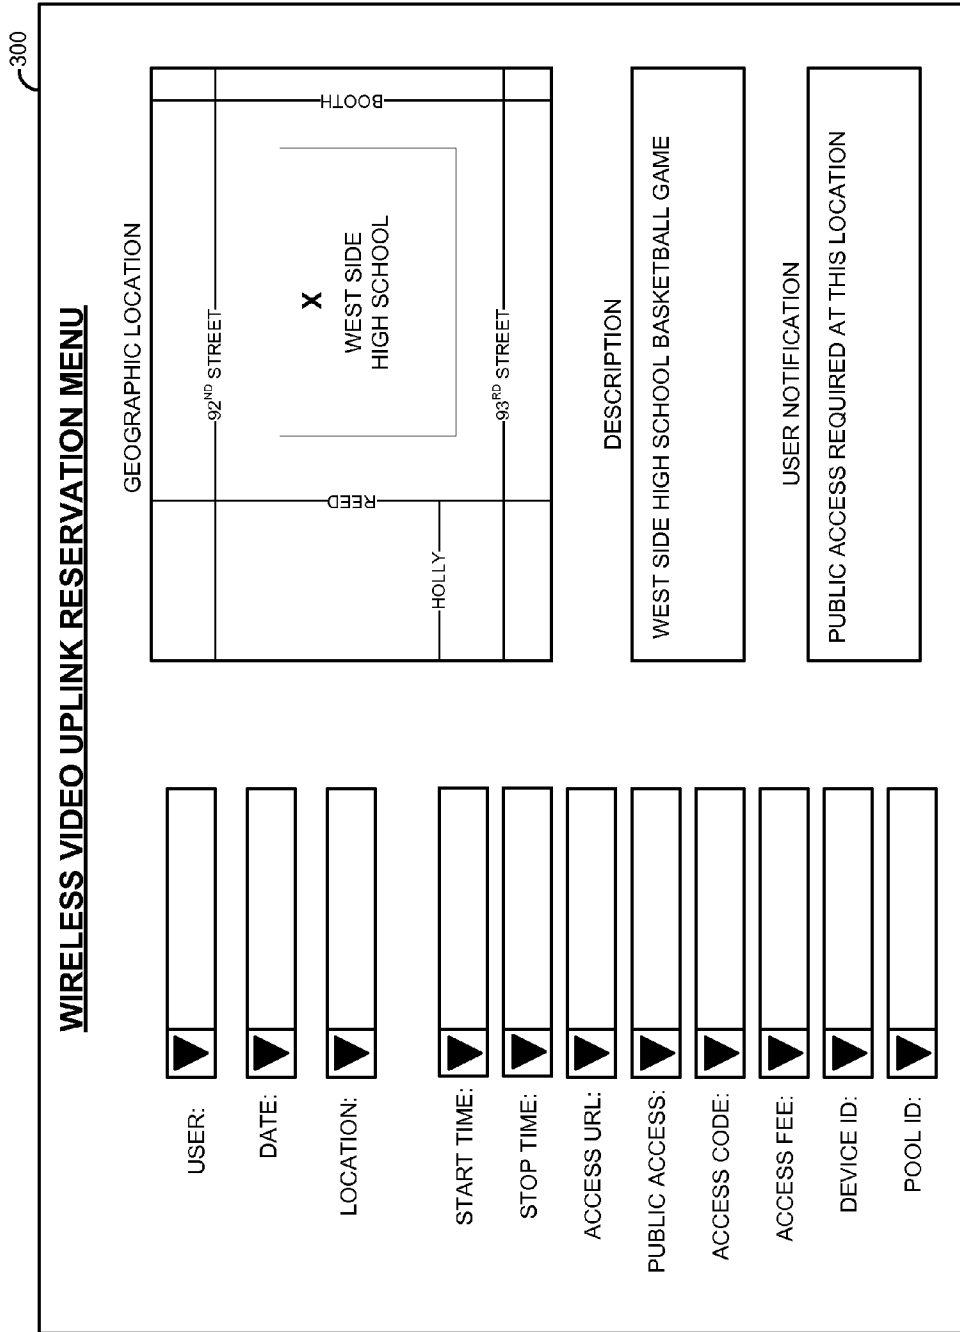 300
WIRELESS VIDEO UPLINK RESERVATION MENU
USER:
DATE:
LOCATION:
START TIME:
STOP TIME:
ACCESS URL:
PUBLIC ACCESS:
ACCESS CODE:
ACCESS FEE:
DEVICE ID:
POOL ID:
GEOGRAPHIC LOCATION
92ND STREET
REED
BOOTH
X
WEST SIDE
HIGH SCHOOL
HOLLY
93RD STREET
DESCRIPTION
WEST SIDE HIGH SCHOOL BASKETBALL GAME
USER NOTIFICATION
PUBLIC ACCESS REQUIRED AT THIS LOCATION